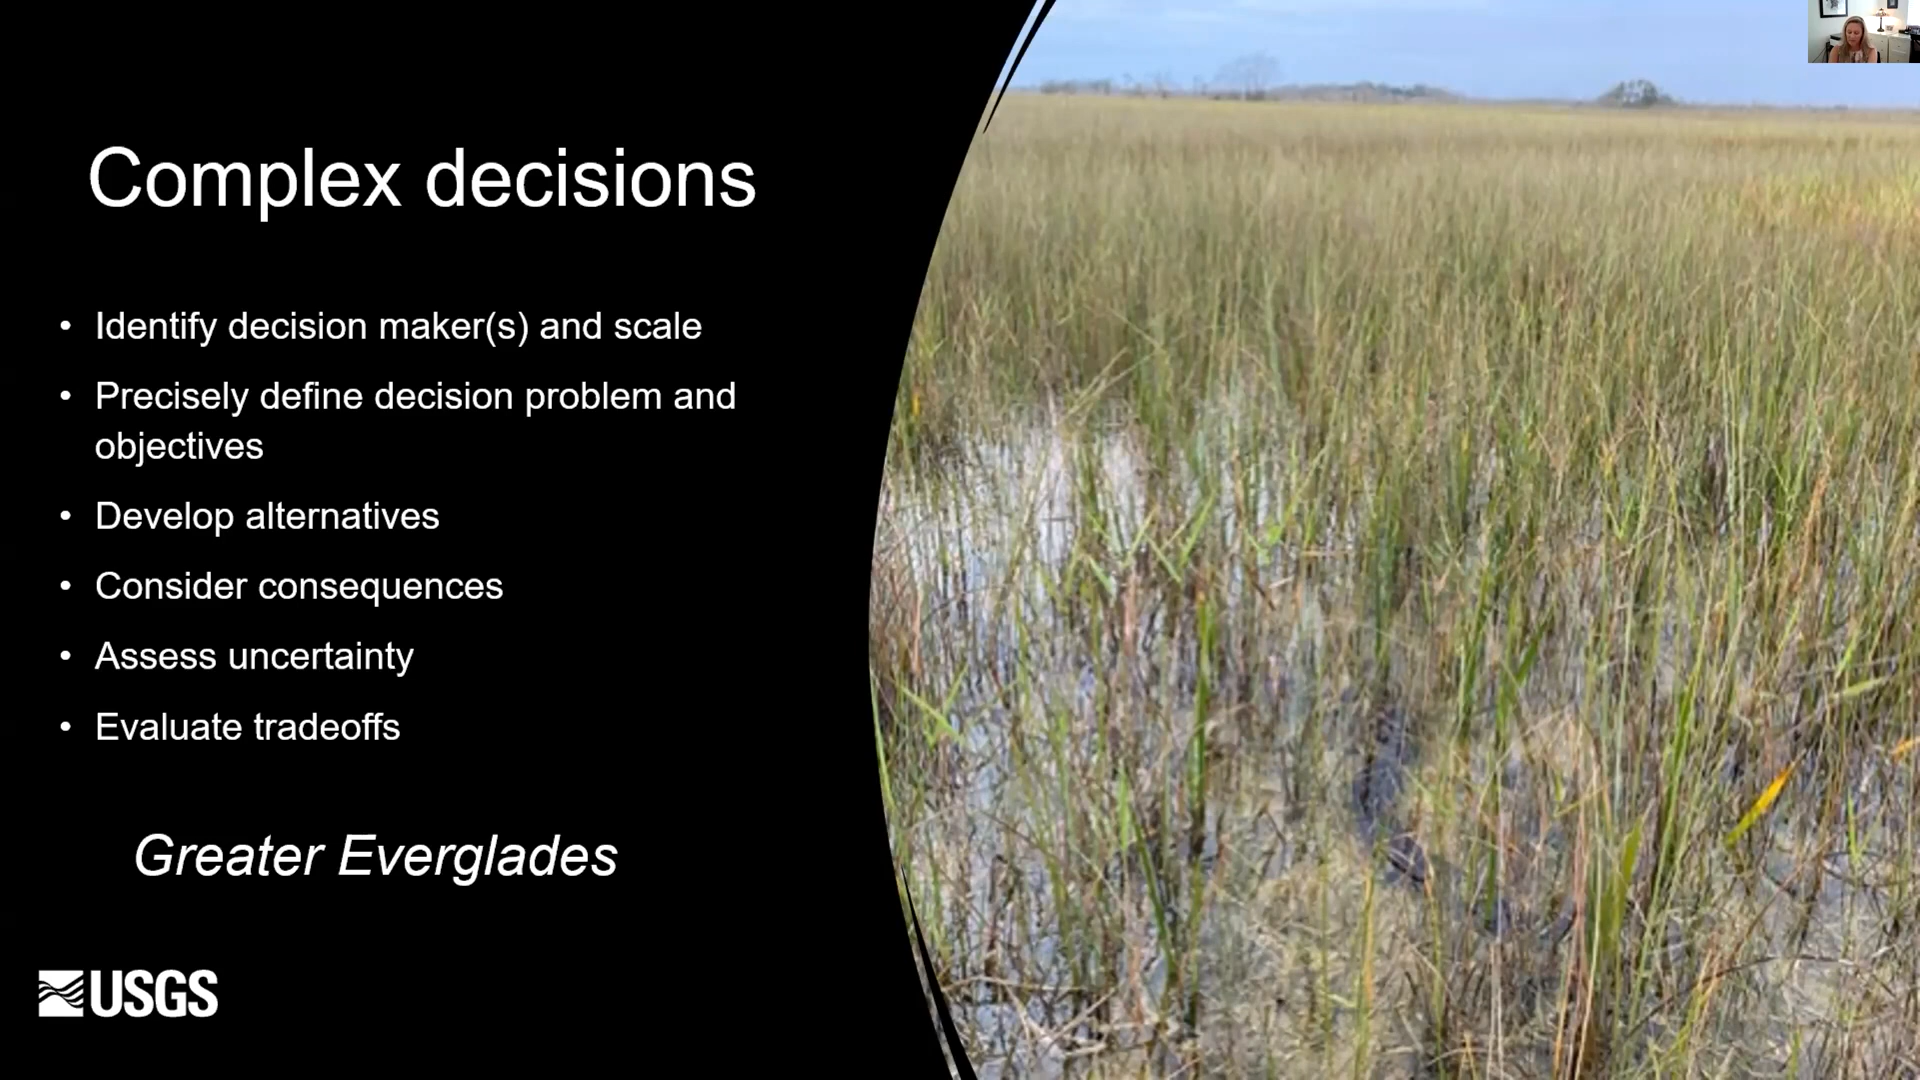 Complex decisions
• Identify decision maker(s) and scale
• Precisely define decision problem and
objectives
• Develop alternatives
• Consider consequences
• Assess uncertainty
• Evaluate tradeoffs
Greater Everglades
USGS